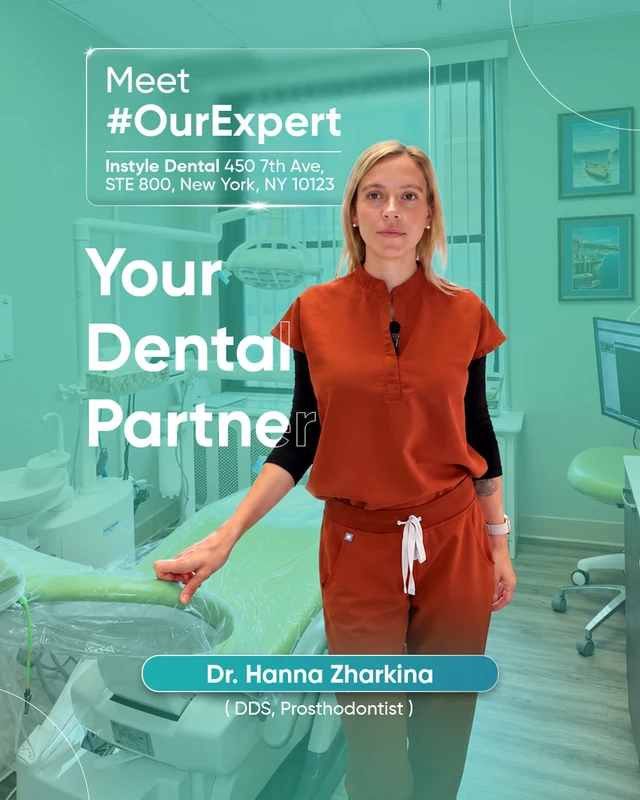 Meet
#OurExpert
Instyle Dental 450 7th Ave,
STE 800, New York, NY 10123
Your
Dental
Partner
Dr. Hanna Zharkina
( DDS, Prosthodontist )